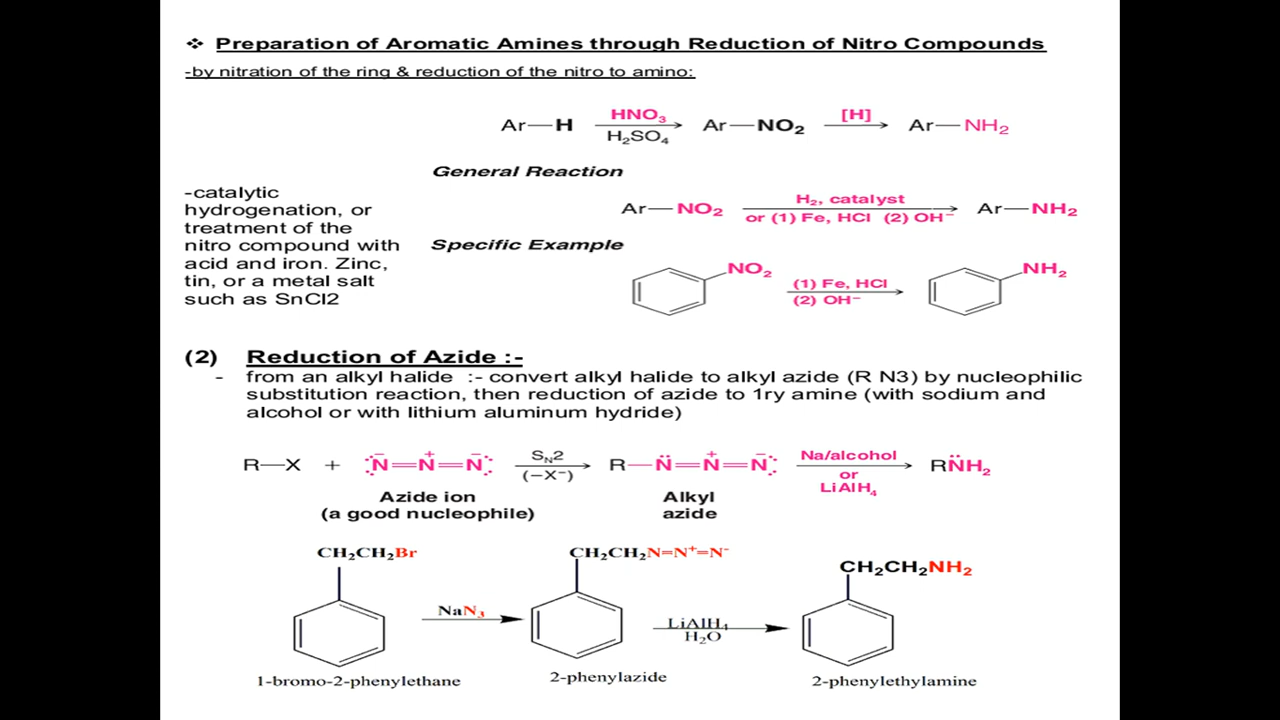 ❖ Preparation of Aromatic Amines through Reduction of Nitro Compounds
-by nitration of the ring & reduction of the nitro to amino:
Ar—H HNO₃ H₂SO₄ Ar—NO₂ [H] Ar—NH₂
General Reaction
-catalytic
hydrogenation, or
treatment of the
nitro compound with
acid and iron. Zinc,
tin, or a metal salt
such as SnCl2
Ar—NO₂ H₂, catalyst or (1) Fe, HCl (2) OH⁻ Ar—NH₂
Specific Example
NO₂ (1) Fe, HCl (2) OH⁻ NH₂
(2) Reduction of Azide :-
- from an alkyl halide :- convert alkyl halide to alkyl azide (R N3) by nucleophilic
substitution reaction, then reduction of azide to 1ry amine (with sodium and
alcohol or with lithium aluminum hydride)
R—X + N̄=N⁺=N̄ SN2 (−X⁻) R—N̈=N⁺=N̄ Na/alcohol or LiAlH₄ RN̈H₂
Azide ion Alkyl
(a good nucleophile) azide
CH₂CH₂Br CH₂CH₂N=N⁺=N⁻ CH₂CH₂NH₂
NaN₃ LiAlH₄
H₂O
1-bromo-2-phenylethane 2-phenylazide 2-phenylethylamine